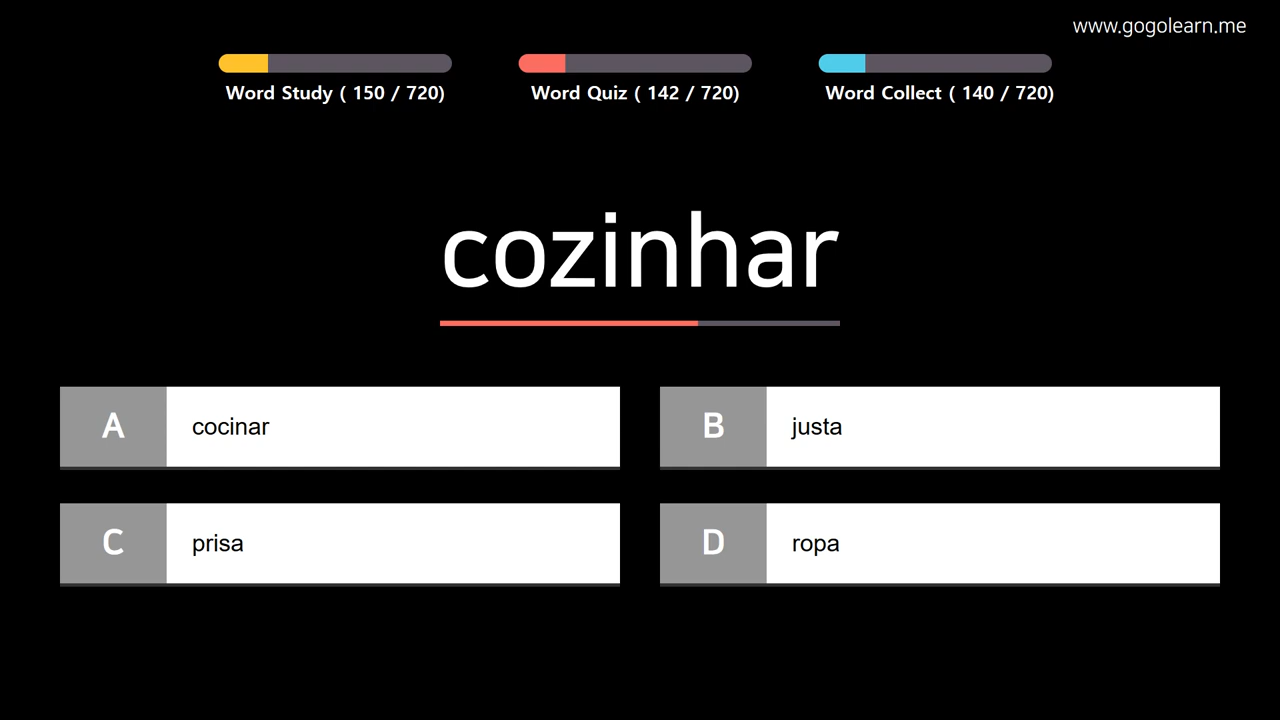 www.gogolearn.me
Word Study ( 150 / 720)
Word Quiz ( 142 / 720)
Word Collect ( 140 / 720)
cozinhar
A cocinar
B justa
C prisa
D ropa